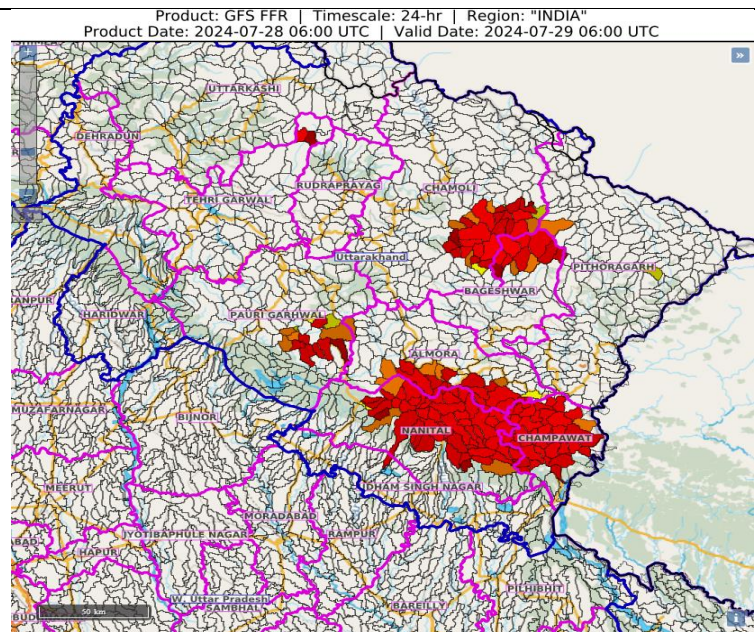 Product: GFS FFR | Timescale: 24-hr | Region: "INDIA"
Product Date: 2024-07-28 06:00 UTC | Valid Date: 2024-07-29 06:00 UTC
UTTARKASHI
DEHRADUN
RUDRAPRAYAG
CHAMOLI
TEHRI GARWAL
Uttarakhand
PITHORAGARH
BAGESHWAR
HARIDWAR
PAURI GARHWAL
ALMORA
MUZAFARNAGAR
BIJNOR
NANITAL
CHAMPAWAT
MEERUT
DHAM SINGH NAGAR
MORADABAD
JYOTIBAPHULE NAGAR
RAMPUR
HAPUR
PILHIBHIT
W. Uttar Pradesh
SAMBHAL
BAREILLY
50 km